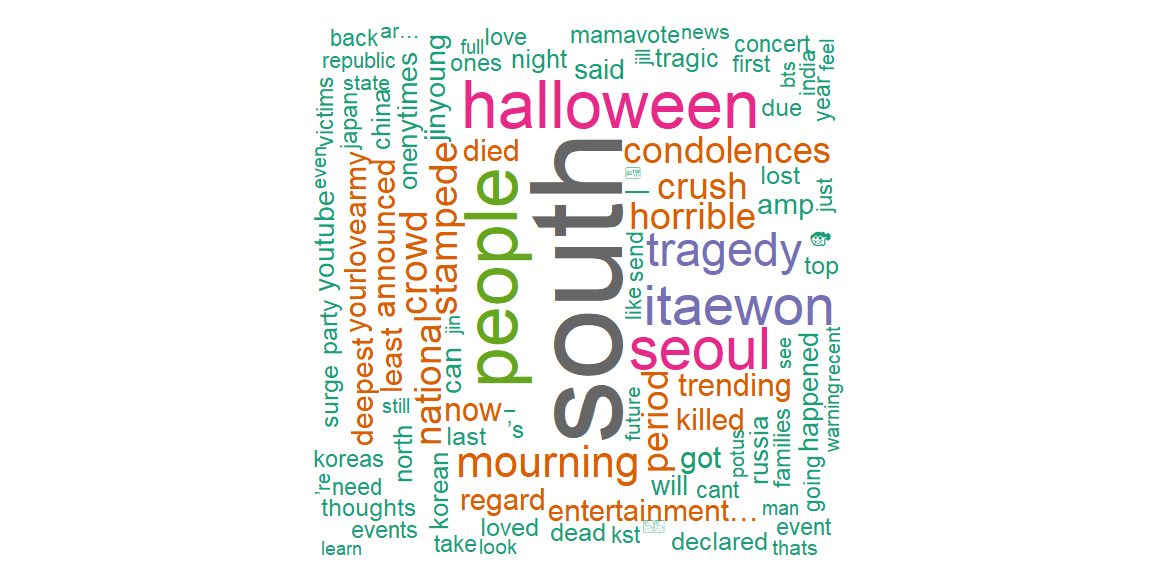 back
ar…
full
love
mamavote
news
concert
republic
ones
night
said
tragic
first
bts
india
feel
state
victims
japan
china
nytimes
one
jinyoung
halloween
due
year
even
died
south
condolences
yourlovearmy
announced
crowd
stampede
people
—
crush
lost
just
horrible
amp
youtube
send
tragedy
top
like
itaewon
party
surge
deepest
least
national
jin
can
seoul
see
happened
recent
warning
still
now
–
's
last
future
period
trending
killed
families
russia
potus
koreas
north
korean
mourning
got
going
're
need
will
cant
thoughts
regard
entertainment…
man
events
loved
dead
kst
declared
event
learn
take
look
thats